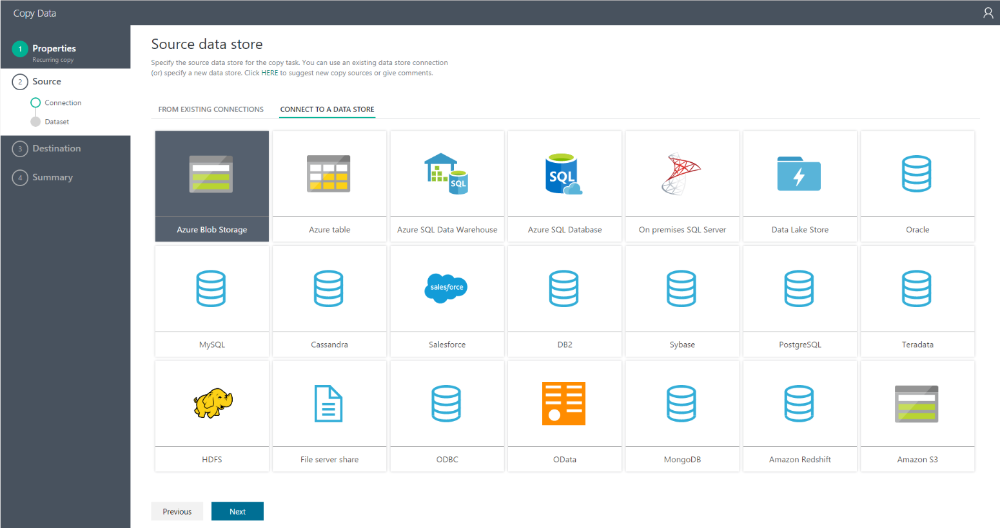 Copy Data
1 Properties
Recurring copy
2 Source
Connection
Dataset
3 Destination
4 Summary
Source data store
Specify the source data store for the copy task. You can use an existing data store connection
(or) specify a new data store. Click HERE to suggest new copy sources or give comments.
FROM EXISTING CONNECTIONS CONNECT TO A DATA STORE
SQL
SQL
Azure Blob Storage Azure table Azure SQL Data Warehouse Azure SQL Database On premises SQL Server Data Lake Store Oracle
salesforce
MySQL Cassandra Salesforce DB2 Sybase PostgreSQL Teradata
HDFS File server share ODBC OData MongoDB Amazon Redshift Amazon S3
Previous Next